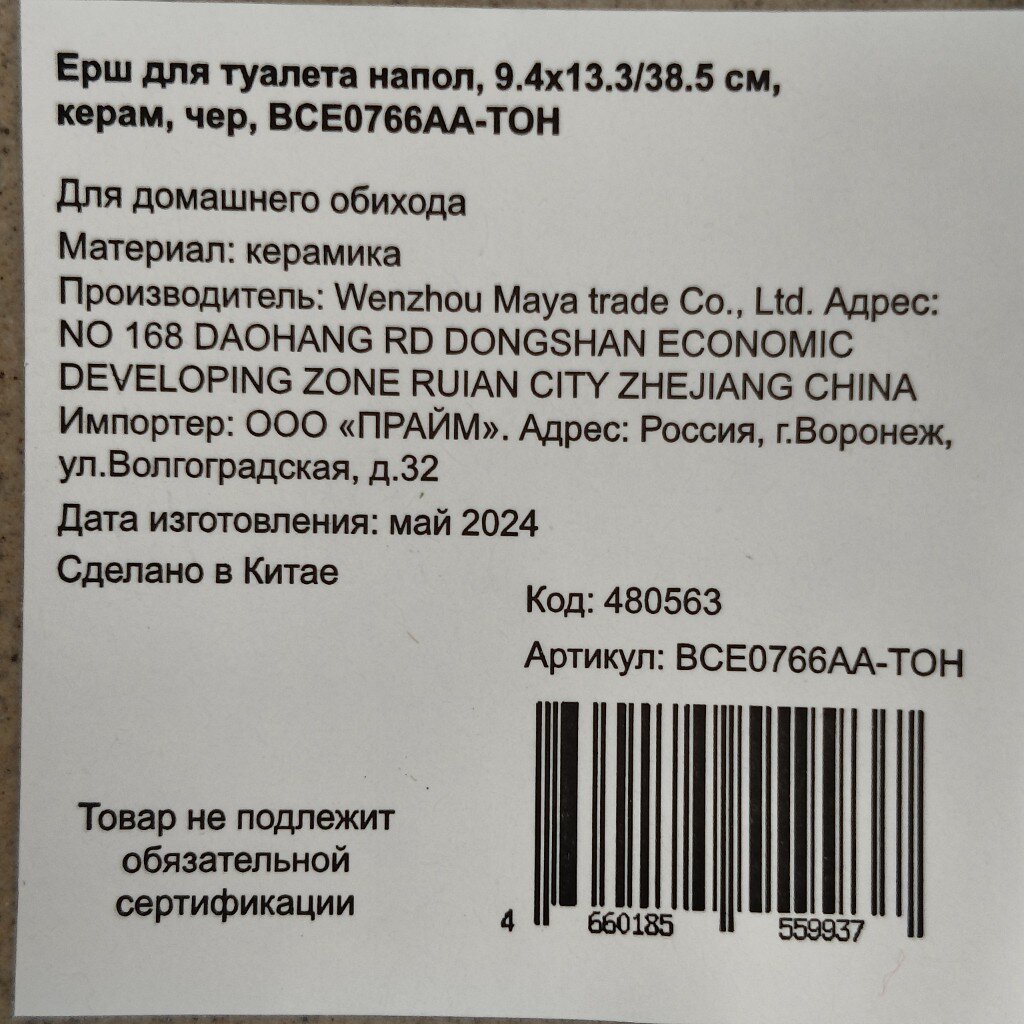 Ерш для туалета напол, 9.4х13.3/38.5 см,
керам, чер, BCE0766AA-TOH
Для домашнего обихода
Материал: керамика
Производитель: Wenzhou Maya trade Co., Ltd. Адрес:
NO 168 DAOHANG RD DONGSHAN ECONOMIC
DEVELOPING ZONE RUIAN CITY ZHEJIANG CHINA
Импортер: ООО «ПРАЙМ». Адрес: Россия, г.Воронеж,
ул.Волгоградская, д.32
Дата изготовления: май 2024
Сделано в Китае
Код: 480563
Артикул: BCE0766AA-TOH
Товар не подлежит
обязательной
сертификации
4 660185 559937